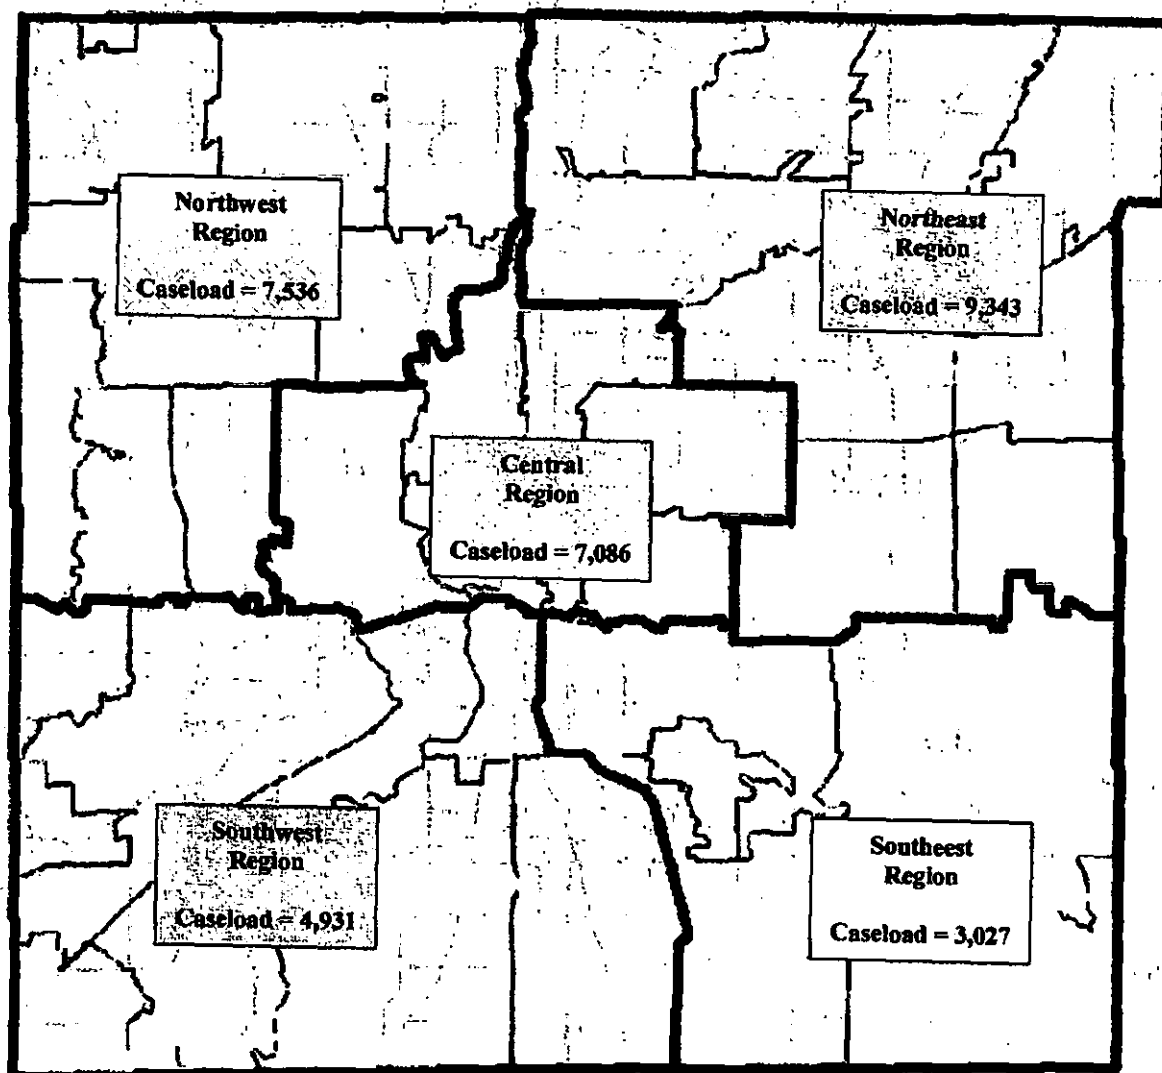 Northwest
Region
Caseload = 7,536
Northeast
Region
Caseload = 9,343
Central
Region
Caseload = 7,086
Southwest
Region
Caseload = 4,931
Southeest
Region
Caseload = 3,027